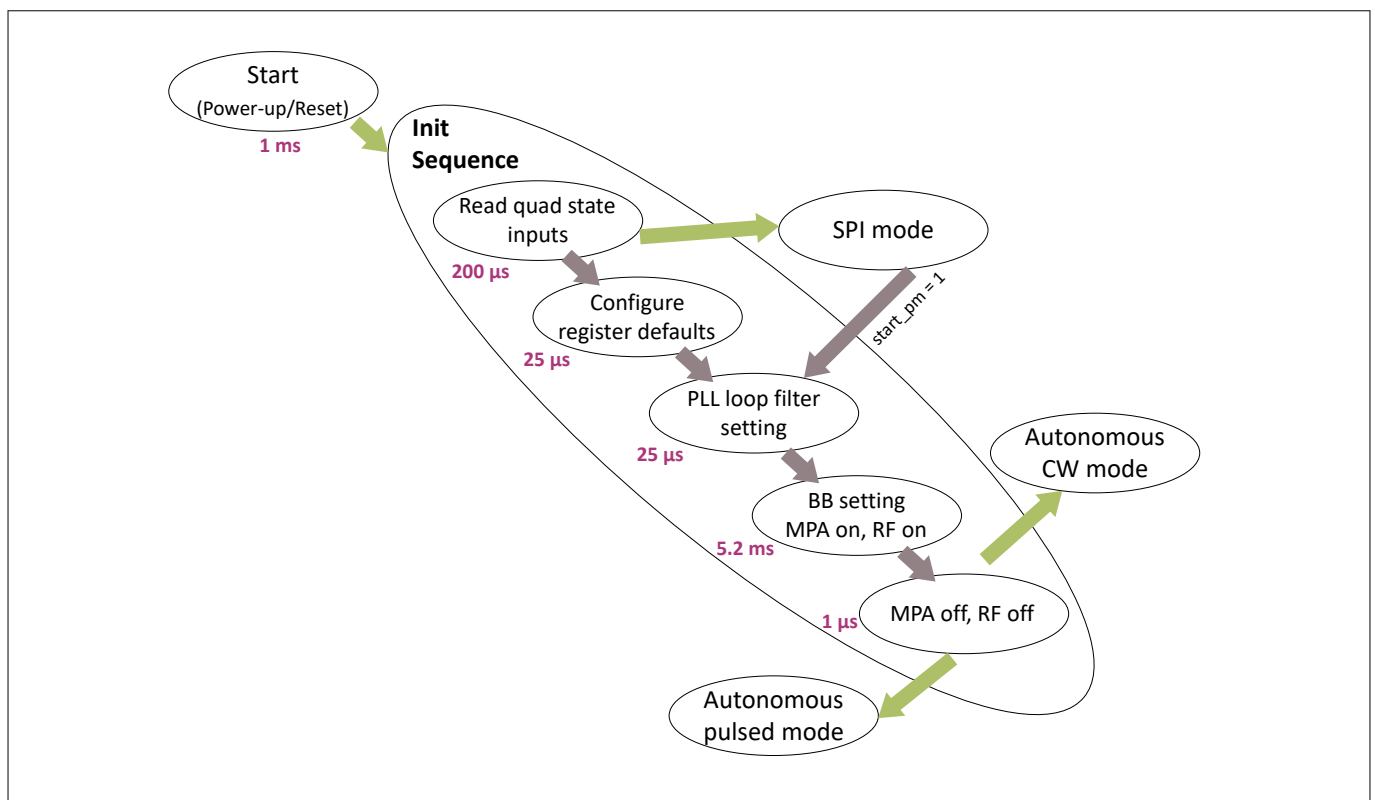 Start
(Power-up/Reset)
1 ms
Init
Sequence
Read quad state
inputs
200 µs
SPI mode
start_pm = 1
Configure
register defaults
25 µs
PLL loop filter
setting
25 µs
Autonomous
CW mode
BB setting
MPA on, RF on
5.2 ms
MPA off, RF off
1 µs
Autonomous
pulsed mode